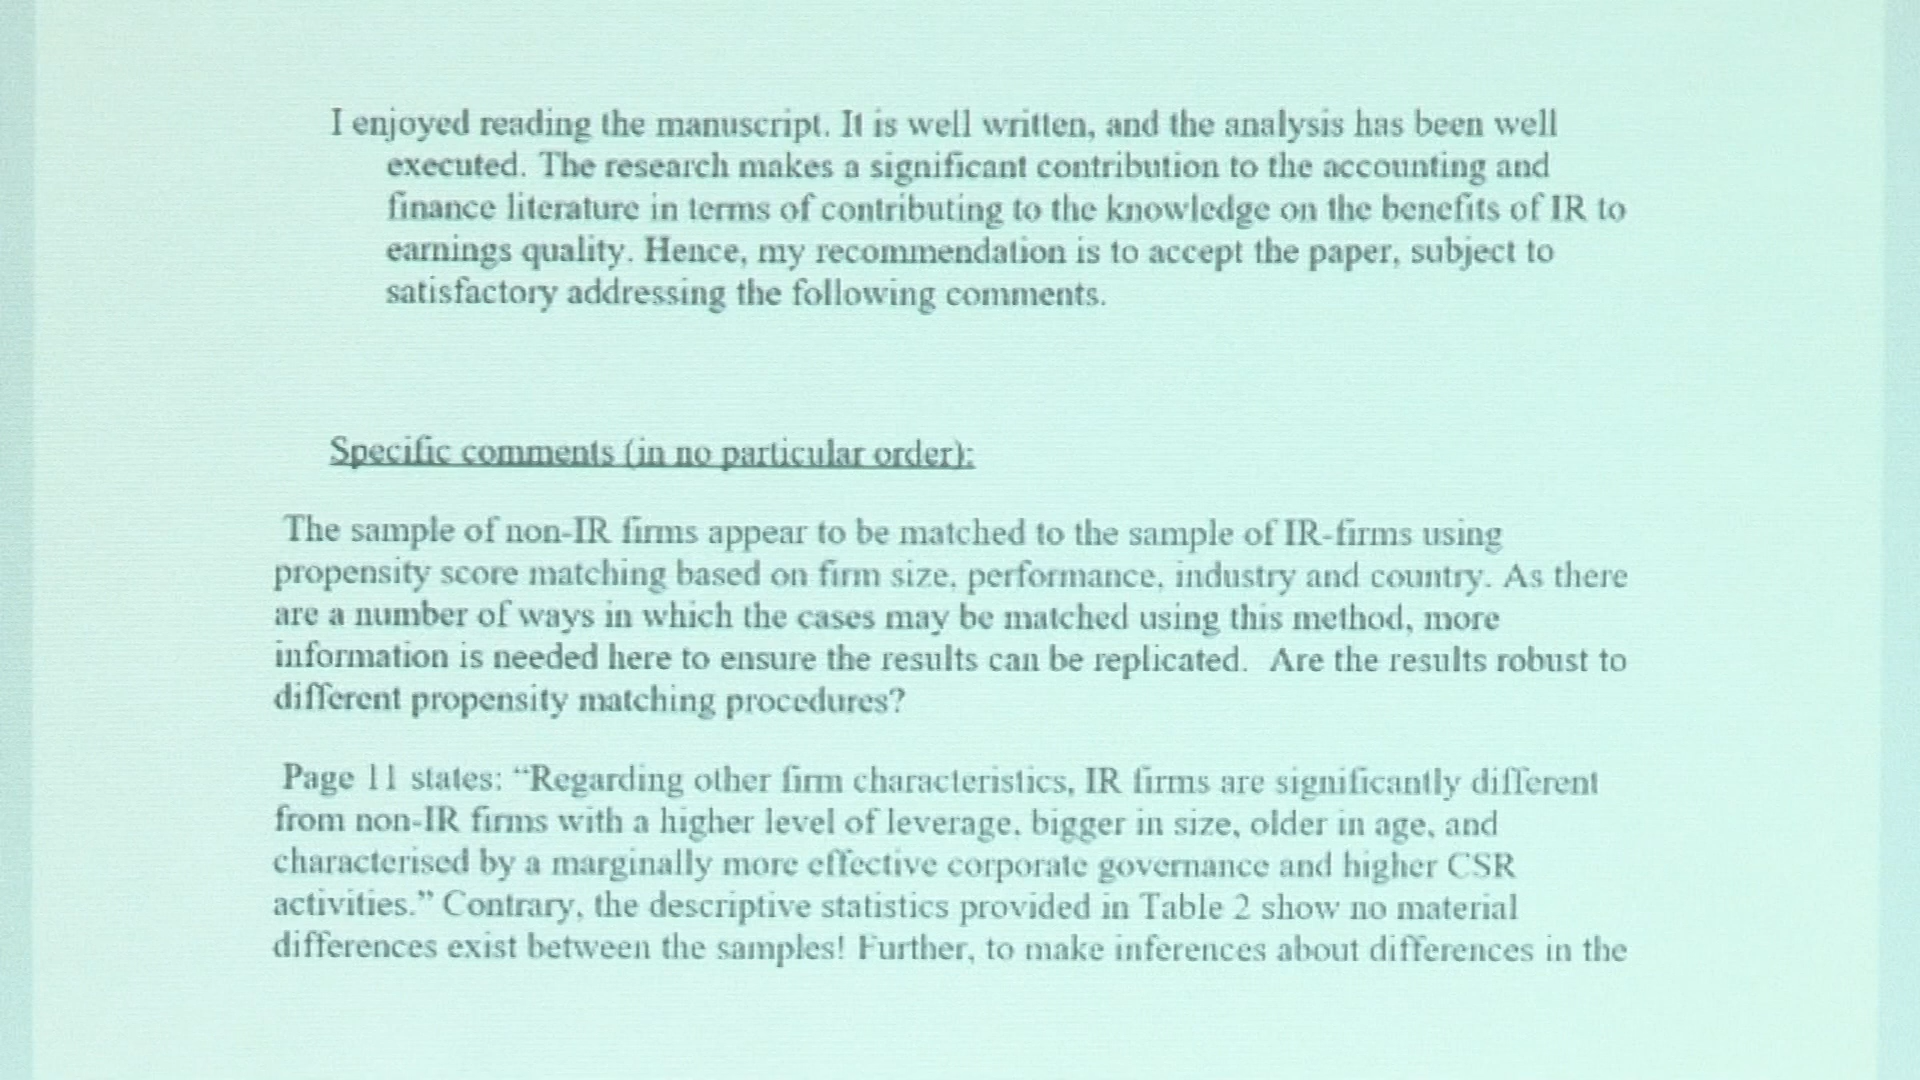 I enjoyed reading the manuscript. It is well written, and the analysis has been well
executed. The research makes a significant contribution to the accounting and
finance literature in terms of contributing to the knowledge on the benefits of IR to
earnings quality. Hence, my recommendation is to accept the paper, subject to
satisfactory addressing the following comments.
Specific comments (in no particular order):
The sample of non-IR firms appear to be matched to the sample of IR-firms using
propensity score matching based on firm size, performance, industry and country. As there
are a number of ways in which the cases may be matched using this method, more
information is needed here to ensure the results can be replicated. Are the results robust to
different propensity matching procedures?
Page 11 states: “Regarding other firm characteristics, IR firms are significantly different
from non-IR firms with a higher level of leverage, bigger in size, older in age, and
characterised by a marginally more effective corporate governance and higher CSR
activities.” Contrary, the descriptive statistics provided in Table 2 show no material
differences exist between the samples! Further, to make inferences about differences in the